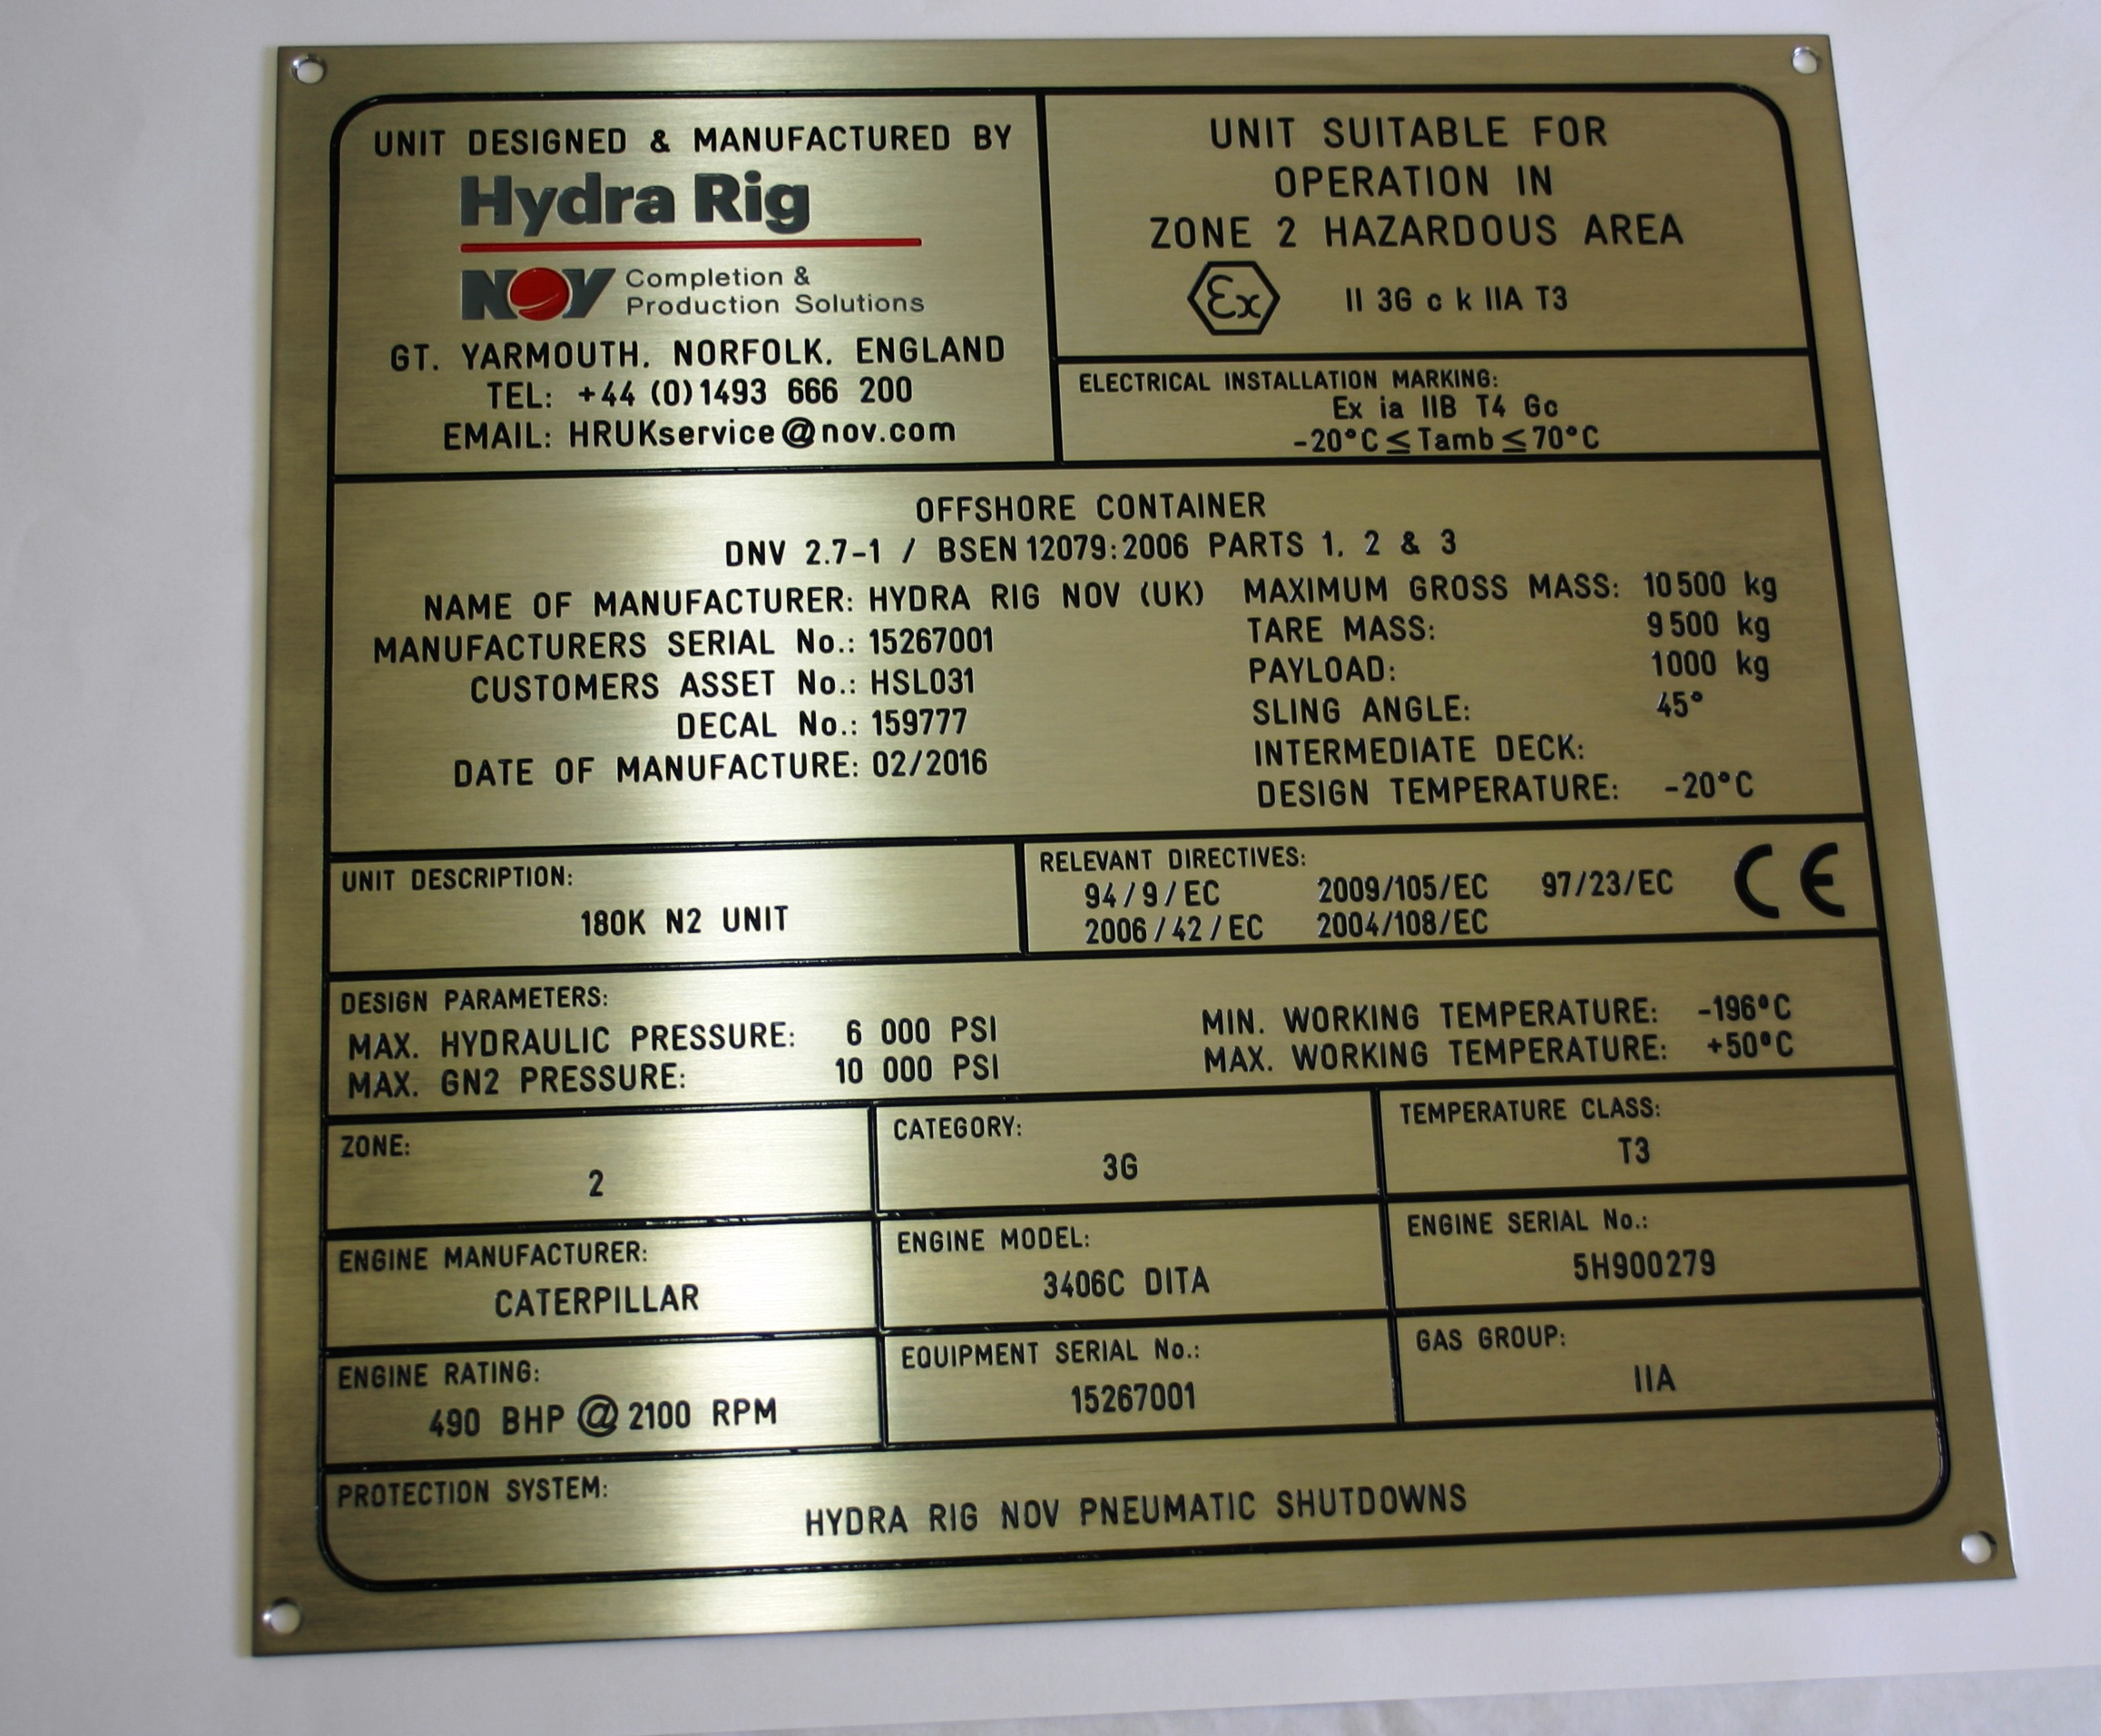 UNIT DESIGNED & MANUFACTURED BY
Hydra Rig
NOV Completion &
Production Solutions
GT. YARMOUTH. NORFOLK. ENGLAND
TEL: +44 (0)1493 666 200
EMAIL: HRUKservice@nov.com
UNIT SUITABLE FOR
OPERATION IN
ZONE 2 HAZARDOUS AREA
Ex II 3G c k IIA T3
ELECTRICAL INSTALLATION MARKING:
Ex ia IIB T4 Gc
-20°C≤Tamb≤70°C
OFFSHORE CONTAINER
DNV 2.7-1 / BSEN 12079:2006 PARTS 1. 2 & 3
NAME OF MANUFACTURER: HYDRA RIG NOV (UK)
MANUFACTURERS SERIAL No.: 15267001
CUSTOMERS ASSET No.: HSL031
DECAL No.: 159777
DATE OF MANUFACTURE: 02/2016
MAXIMUM GROSS MASS: 10500 kg
TARE MASS: 9500 kg
PAYLOAD: 1000 kg
SLING ANGLE: 45°
INTERMEDIATE DECK:
DESIGN TEMPERATURE: -20°C
UNIT DESCRIPTION:
180K N2 UNIT
RELEVANT DIRECTIVES:
94/9/EC 2009/105/EC 97/23/EC CE
2006/42/EC 2004/108/EC
DESIGN PARAMETERS:
MAX. HYDRAULIC PRESSURE: 6 000 PSI
MAX. GN2 PRESSURE: 10 000 PSI
MIN. WORKING TEMPERATURE: -196°C
MAX. WORKING TEMPERATURE: +50°C
ZONE:
2
CATEGORY:
3G
TEMPERATURE CLASS:
T3
ENGINE MANUFACTURER:
CATERPILLAR
ENGINE MODEL:
3406C DITA
ENGINE SERIAL No.:
5H900279
ENGINE RATING:
490 BHP @ 2100 RPM
EQUIPMENT SERIAL No.:
15267001
GAS GROUP:
IIA
PROTECTION SYSTEM:
HYDRA RIG NOV PNEUMATIC SHUTDOWNS